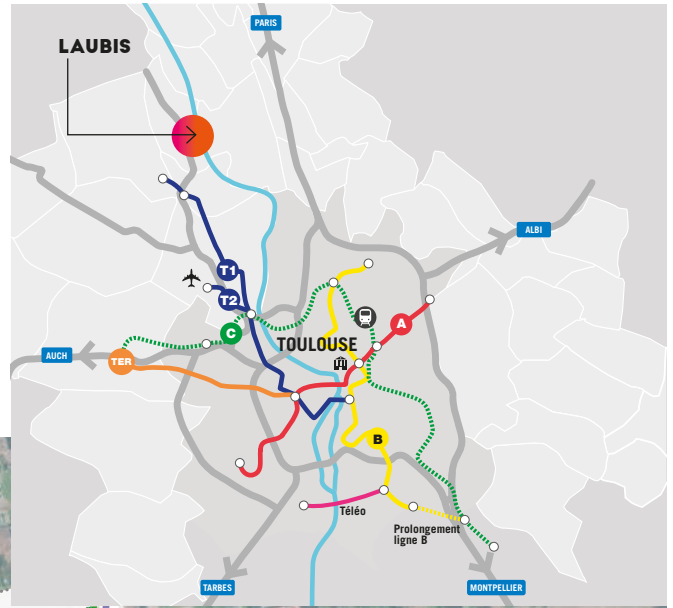 PARIS
LAUBIS
ALBI
T1
T2
C
A
TOULOUSE
AUCH
TER
B
Téléo
Prolongement
ligne B
TARBES
MONTPELLIER